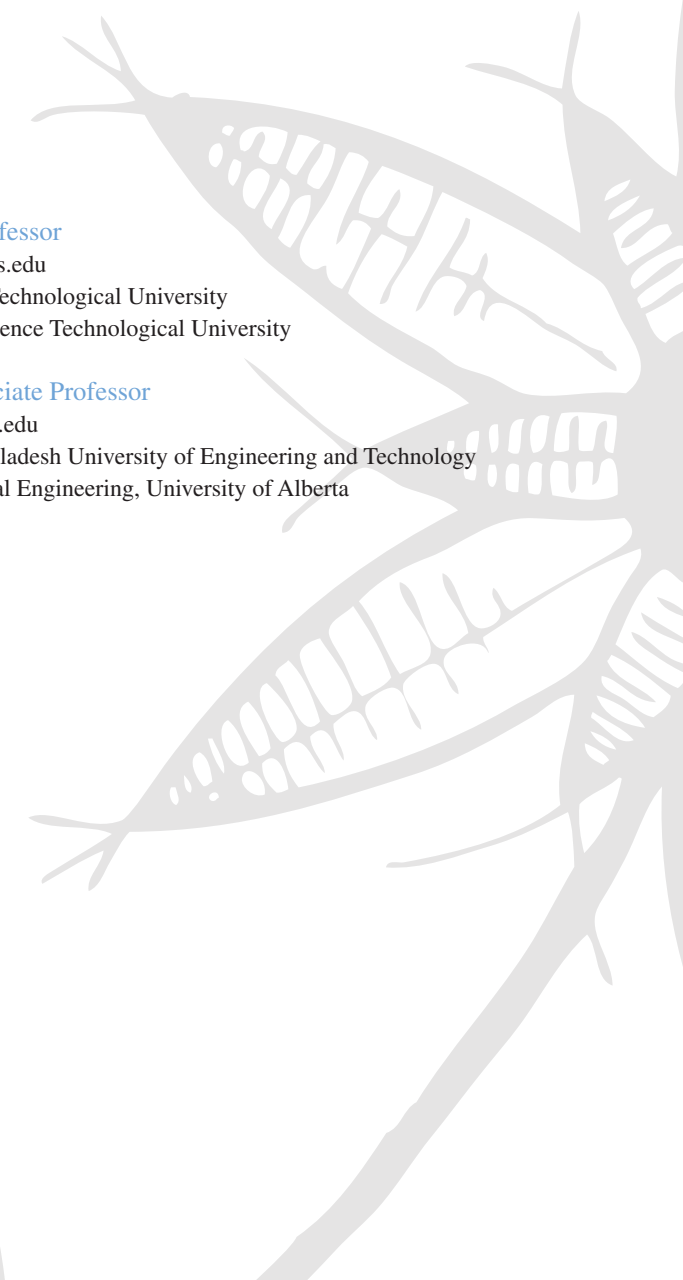 fessor
s.edu
echnological University
ence Technological University
ciate Professor
.edu
ladesh University of Engineering and Technology
al Engineering, University of Alberta